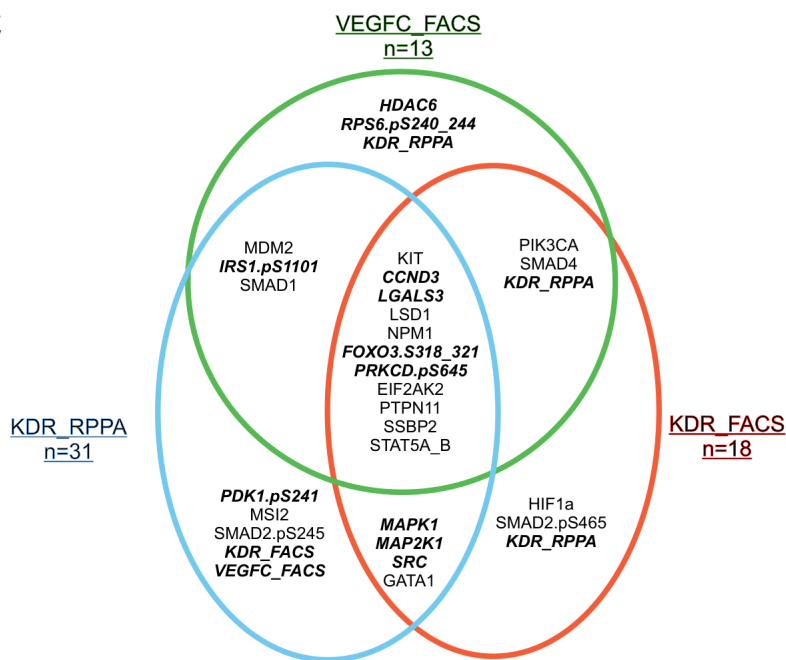 VEGFC_FACS
n=13
HDAC6
RPS6.pS240_244
KDR_RPPA
MDM2
IRS1.pS1101
SMAD1
KIT
CCND3
LGALS3
LSD1
NPM1
FOXO3.S318_321
PRKCD.pS645
EIF2AK2
PTPN11
SSBP2
STAT5A_B
PIK3CA
SMAD4
KDR_RPPA
KDR_RPPA
n=31
KDR_FACS
n=18
PDK1.pS241
MSI2
SMAD2.pS245
KDR_FACS
VEGFC_FACS
MAPK1
MAP2K1
SRC
GATA1
HIF1a
SMAD2.pS465
KDR_RPPA